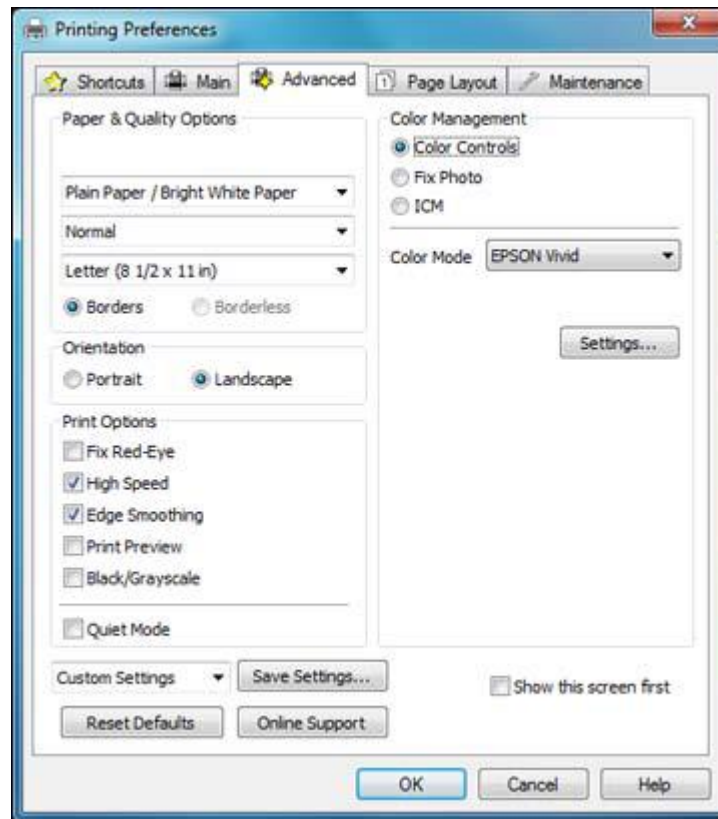 Printing Preferences
Shortcuts Main Advanced 1 Page Layout Maintenance
Paper & Quality Options
Plain Paper / Bright White Paper
Normal
Letter (8 1/2 x 11 in)
Borders Borderless
Orientation
Portrait Landscape
Print Options
Fix Red-Eye
High Speed
Edge Smoothing
Print Preview
Black/Grayscale
Quiet Mode
Color Management
Color Controls
Fix Photo
ICM
Color Mode EPSON Vivid
Settings...
Custom Settings Save Settings...
Show this screen first
Reset Defaults Online Support
OK Cancel Help